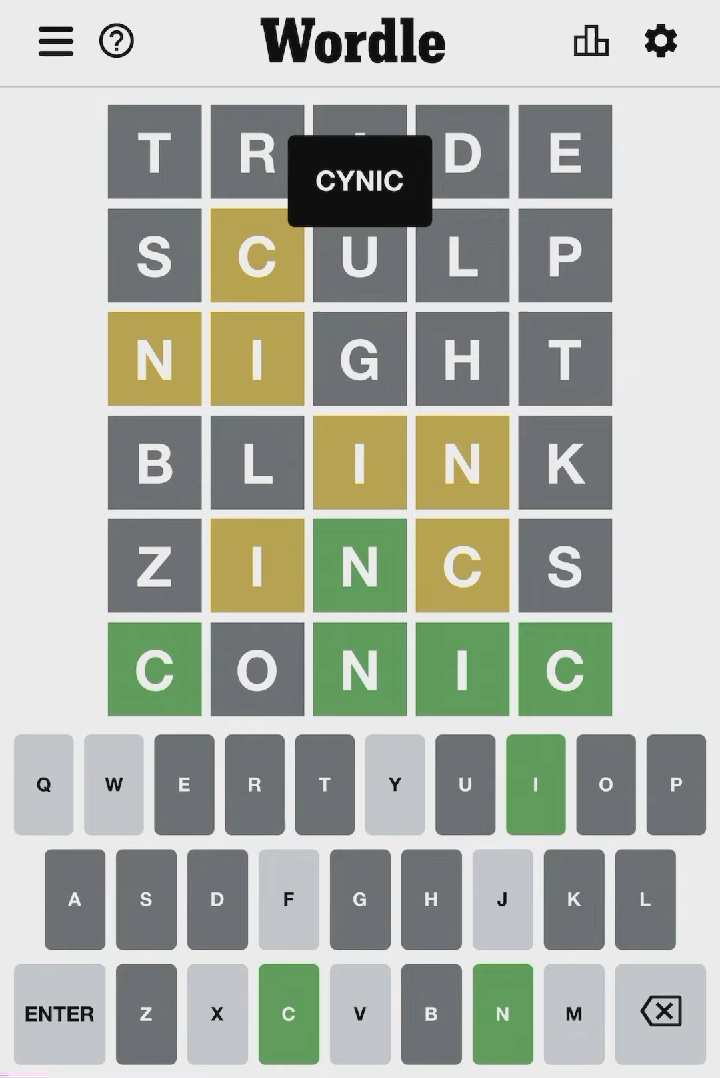 Wordle
T R D E
CYNIC
S C U L P
N I G H T
B L I N K
Z I N C S
C O N I C
Q W E R T Y U I O P
A S D F G H J K L
ENTER Z X C V B N M